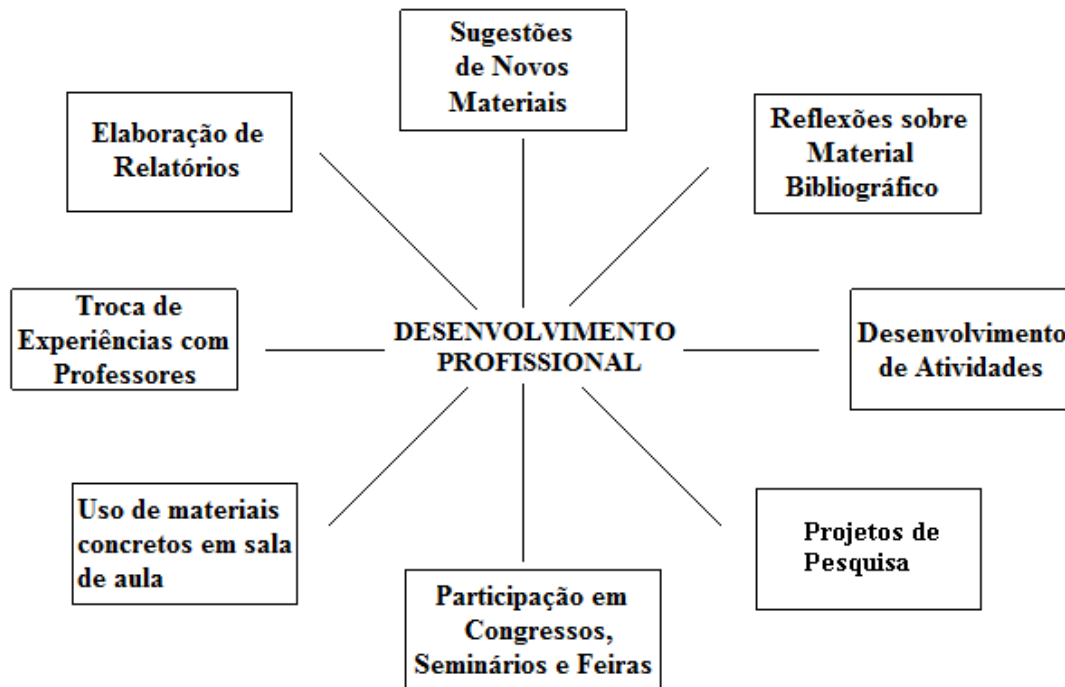 Sugestões
de Novos
Materiais
Elaboração de
Relatórios
Reflexões sobre
Material
Bibliográfico
Troca de
Experiências com
Professores
DESENVOLVIMENTO
PROFISSIONAL
Desenvolvimento
de Atividades
Uso de materiais
concretos em sala
de aula
Participação em
Congressos,
Seminários e Feiras
Projetos de
Pesquisa